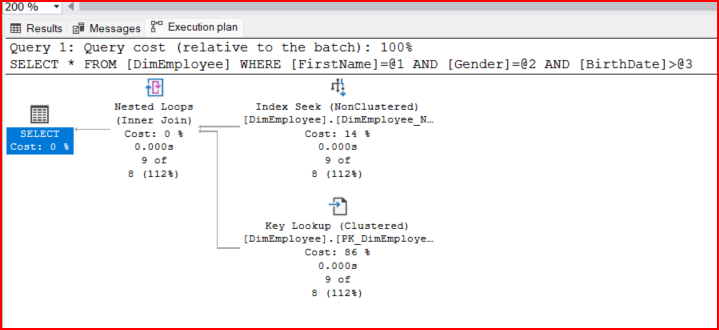 200 %
Results Messages Execution plan
Query 1: Query cost (relative to the batch): 100%
SELECT * FROM [DimEmployee] WHERE [FirstName]=@1 AND [Gender]=@2 AND [BirthDate]>@3
SELECT
Cost: 0 %
Nested Loops
(Inner Join)
Cost: 0 %
0.000s
9 of
8 (112%)
Index Seek (NonClustered)
[DimEmployee].[DimEmployee_N…
Cost: 14 %
0.000s
9 of
8 (112%)
Key Lookup (Clustered)
[DimEmployee].[PK_DimEmploye…
Cost: 86 %
0.000s
9 of
8 (112%)